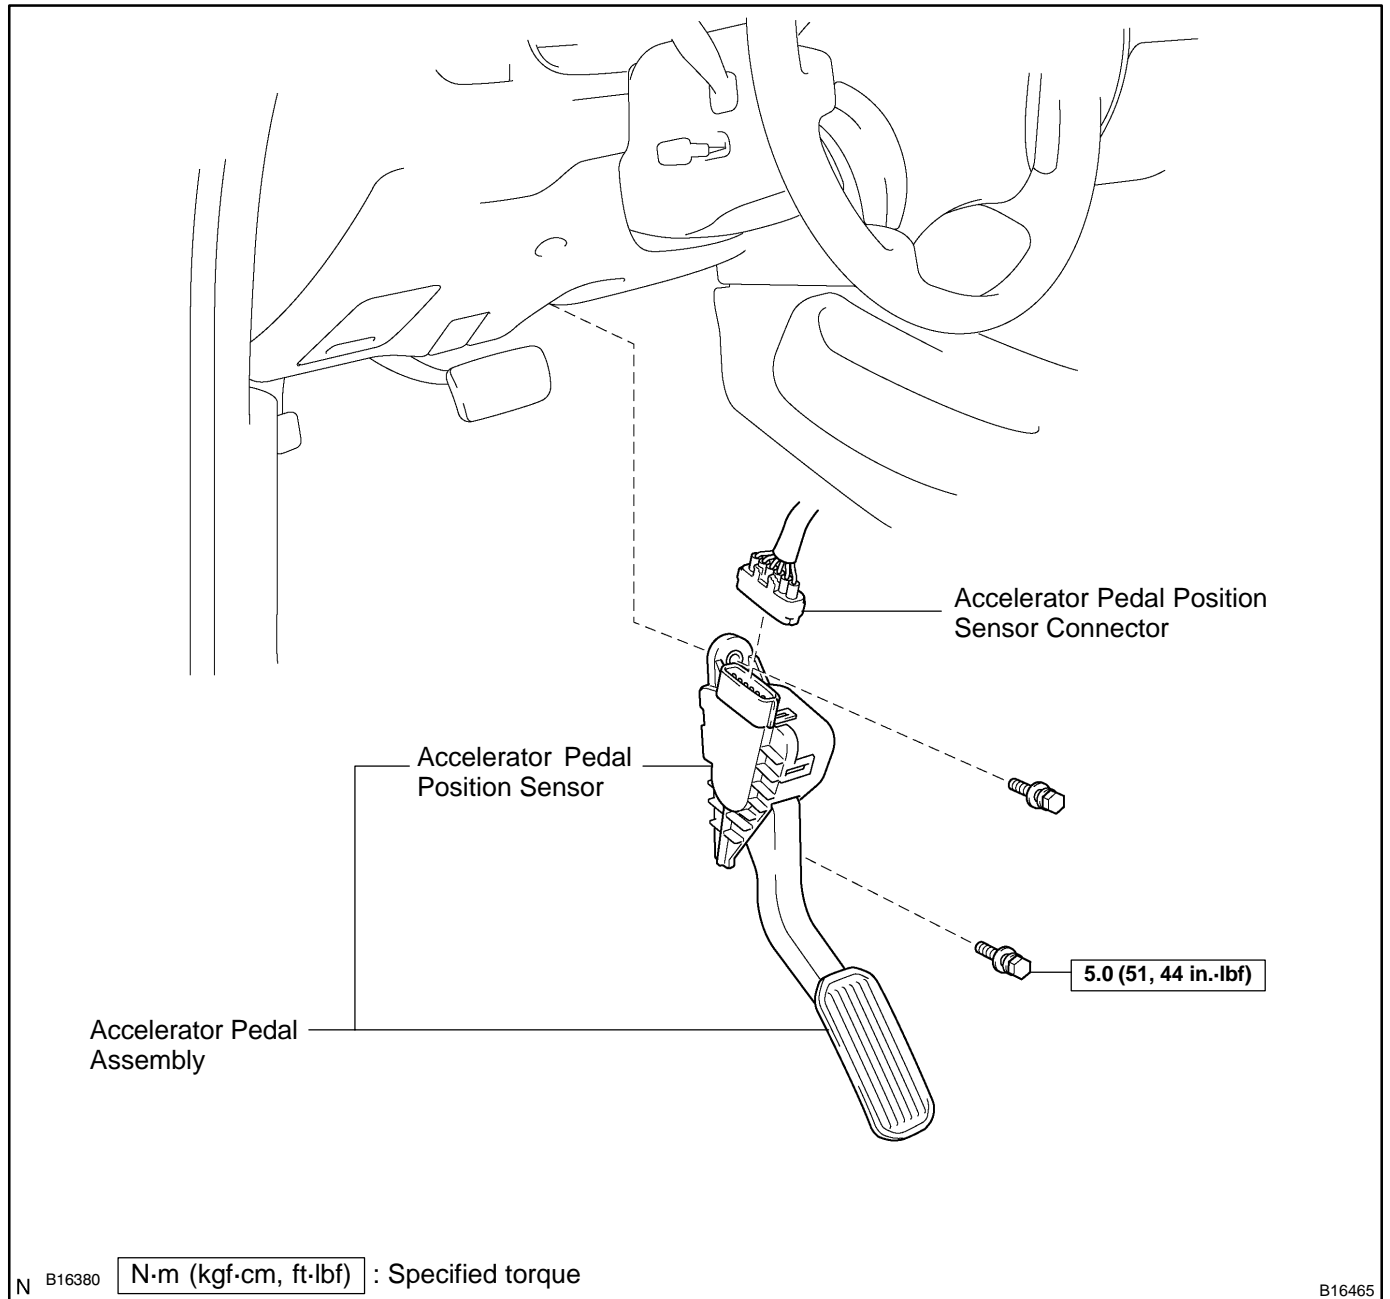 Accelerator Pedal Position
Sensor Connector
Accelerator Pedal
Position Sensor
5.0 (51, 44 in.·lbf)
Accelerator Pedal
Assembly
N B16380 N·m (kgf·cm, ft·lbf) : Specified torque
B16465